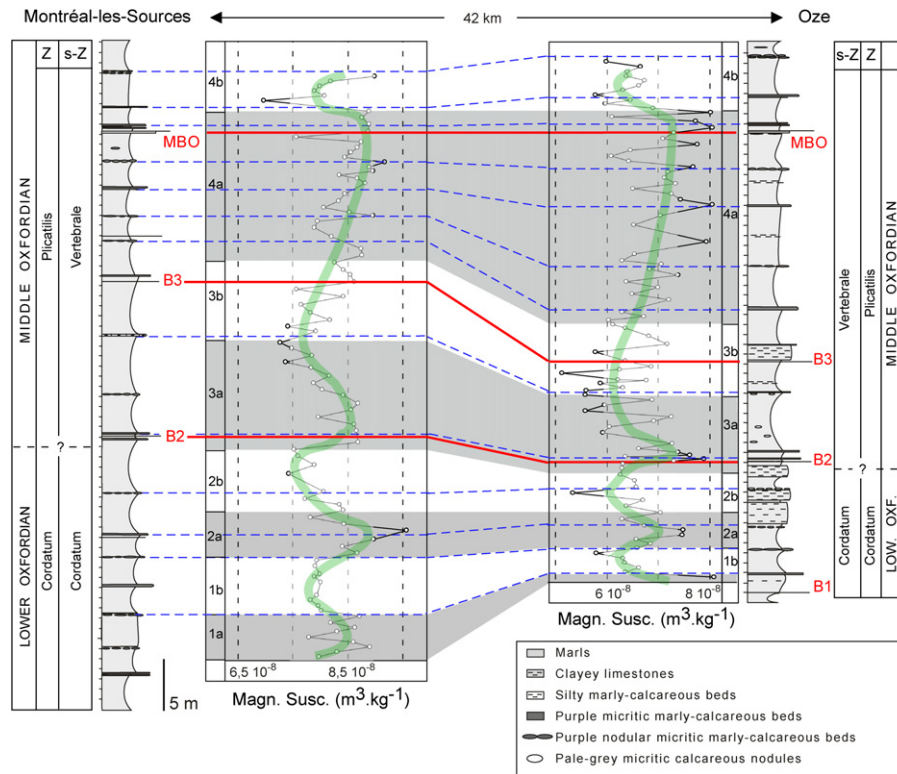 Montréal-les-Sources
42 km
Oze
Z
s-Z
s-Z
Z
MIDDLE OXFORDIAN
LOWER OXFORDIAN
Plicatilis
Cordatum
Vertebrale
Cordatum
?
MBO
B3
B2
4b
4a
3b
3a
2b
2a
1b
1a
6,5 10⁻⁸
8,5 10⁻⁸
Magn. Susc. (m³.kg⁻¹)
5 m
4b
4a
3b
3a
2b
2a
1b
6 10⁻⁸
8 10⁻⁸
Magn. Susc. (m³.kg⁻¹)
MBO
B3
B2
B1
?
Vertebrale
Cordatum
Plicatilis
Cordatum
MIDDLE OXFORDIAN
LOW. OXF.
Marls
Clayey limestones
Silty marly-calcareous beds
Purple micritic marly-calcareous beds
Purple nodular micritic marly-calcareous beds
Pale-grey micritic calcareous nodules